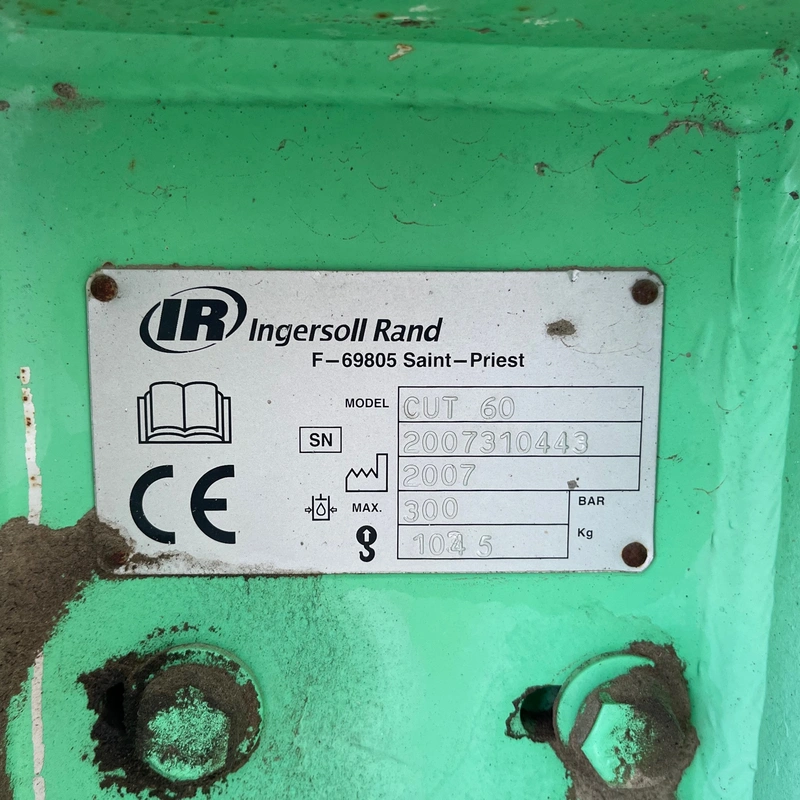 IR Ingersoll Rand
F-69805 Saint-Priest
MODEL CUT 60
SN 2007310443
2007
MAX. 300 BAR
Kg
CE